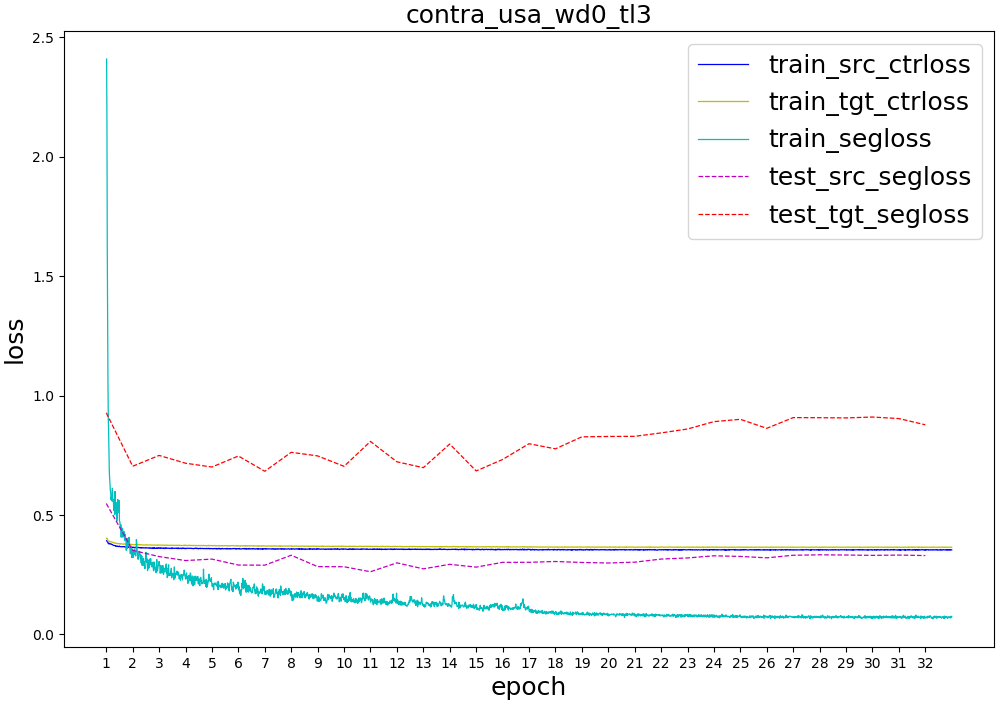 contra_usa_wd0_tl3
2.5
2.0
1.5
1.0
0.5
0.0
loss
train_src_ctrloss
train_tgt_ctrloss
train_segloss
test_src_segloss
test_tgt_segloss
1 2 3 4 5 6 7 8 9 10 11 12 13 14 15 16 17 18 19 20 21 22 23 24 25 26 27 28 29 30 31 32
epoch